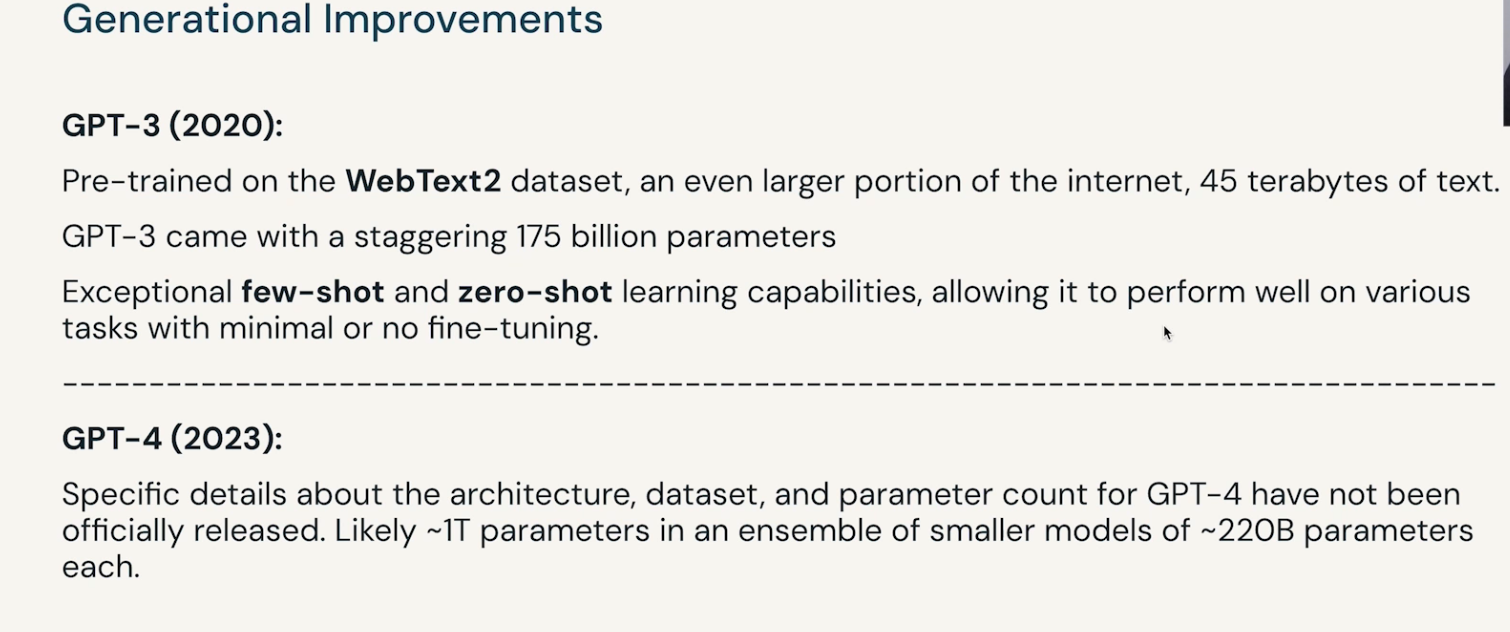 Generational Improvements
GPT-3 (2020):
Pre-trained on the WebText2 dataset, an even larger portion of the internet, 45 terabytes of text.
GPT-3 came with a staggering 175 billion parameters
Exceptional few-shot and zero-shot learning capabilities, allowing it to perform well on various
tasks with minimal or no fine-tuning.
--------------------------------------------------------------------------------
GPT-4 (2023):
Specific details about the architecture, dataset, and parameter count for GPT-4 have not been
officially released. Likely ~1T parameters in an ensemble of smaller models of ~220B parameters
each.